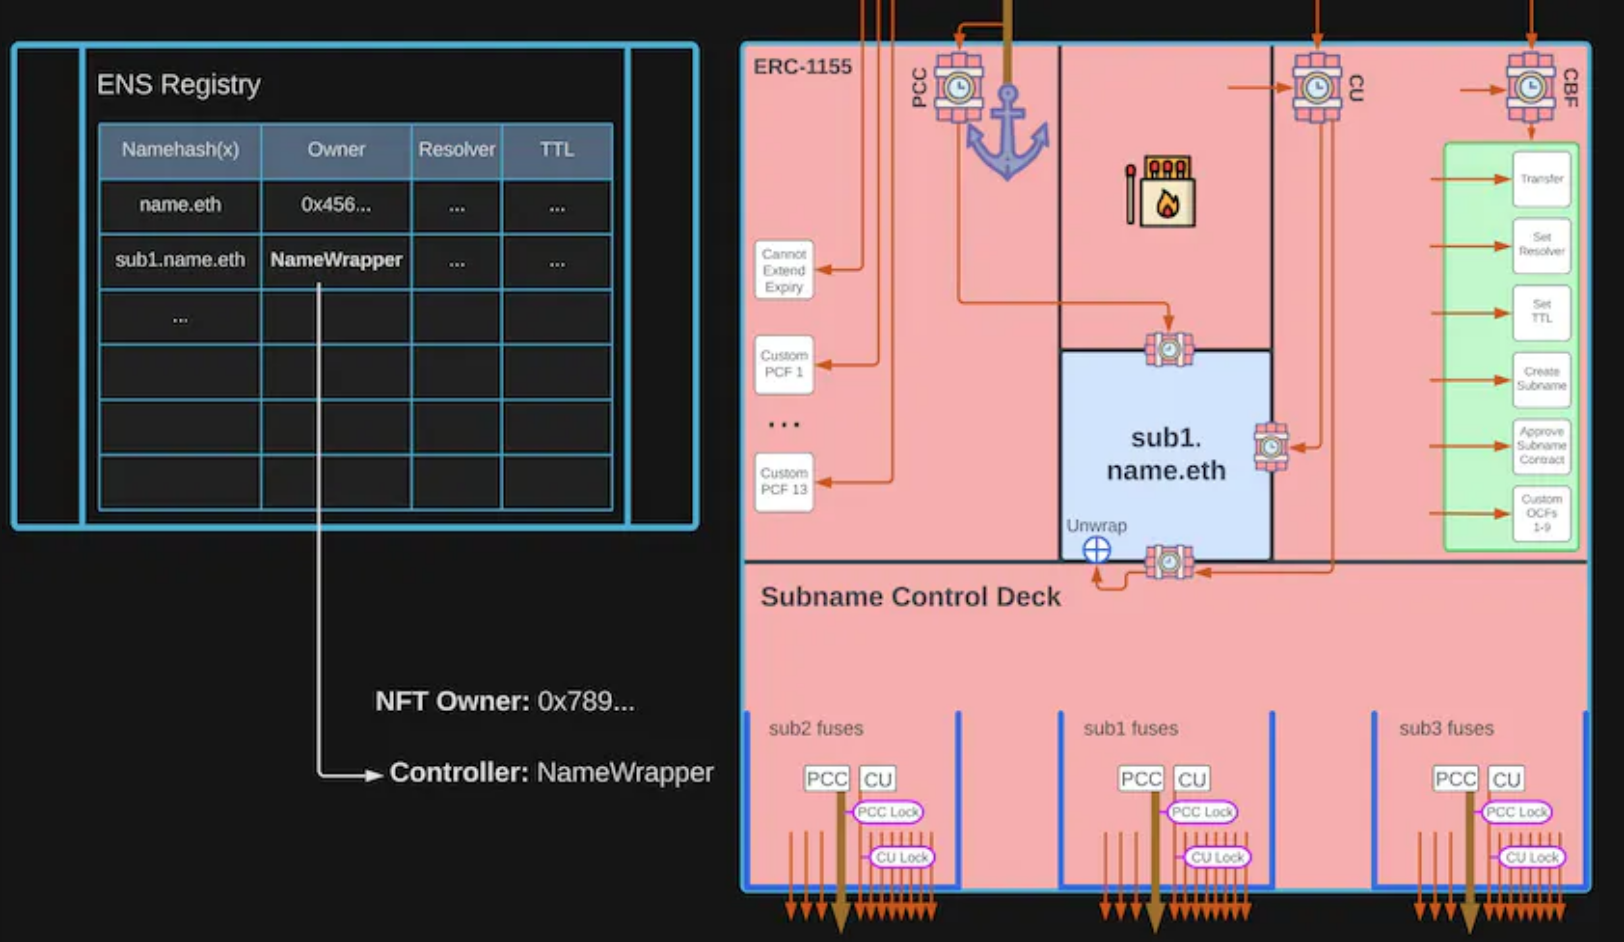 ENS Registry
Namehash(x) Owner Resolver TTL
name.eth 0x456... ... ...
sub1.name.eth NameWrapper ... ...
...
NFT Owner: 0x789...
Controller: NameWrapper
ERC-1155
PCC
CU
CBF
Cannot
Extend
Expiry
Custom
PCF 1
...
Custom
PCF 13
sub1.
name.eth
Unwrap
Transfer
Set
Resolver
Set
TTL
Create
Subname
Approve
Subname
Contract
Custom
OCFs
1-9
Subname Control Deck
sub2 fuses
PCC CU
PCC Lock
CU Lock
sub1 fuses
PCC CU
PCC Lock
CU Lock
sub3 fuses
PCC CU
PCC Lock
CU Lock